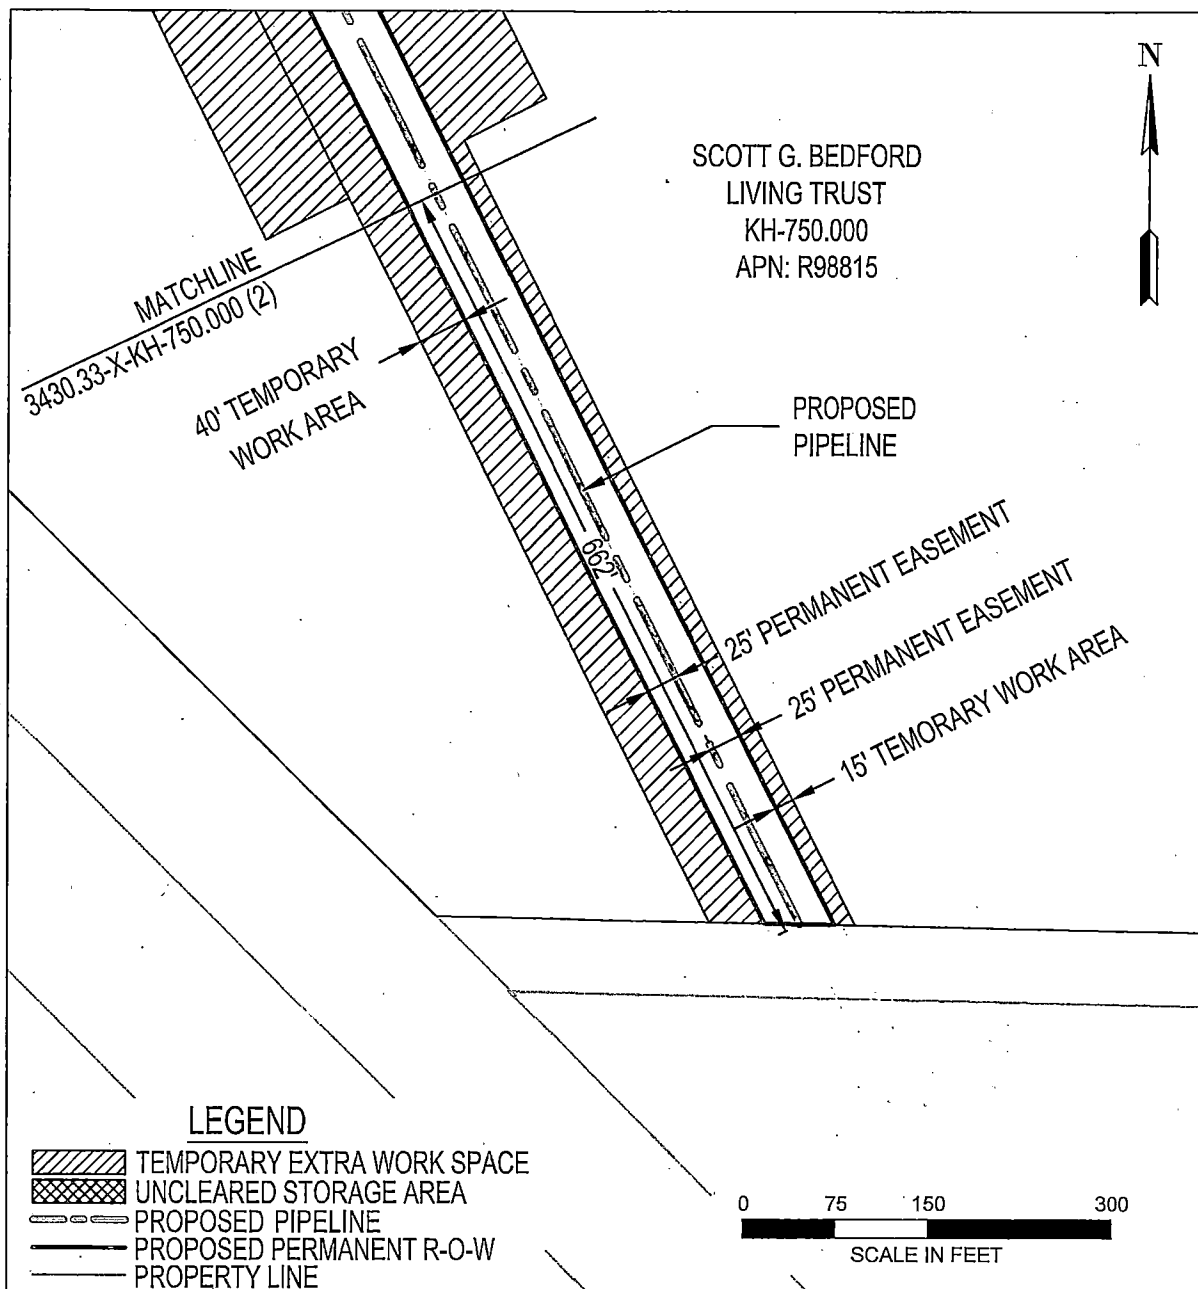 N
SCOTT G. BEDFORD
LIVING TRUST
KH-750.000
APN: R98815
MATCHLINE
3430.33-X-KH-750.000 (2)
40' TEMPORARY
WORK AREA
PROPOSED
PIPELINE
662'
25' PERMANENT EASEMENT
25' PERMANENT EASEMENT
15' TEMORARY WORK AREA
LEGEND
TEMPORARY EXTRA WORK SPACE
UNCLEARED STORAGE AREA
PROPOSED PIPELINE
PROPOSED PERMANENT R-O-W
PROPERTY LINE
0 75 150 300
SCALE IN FEET